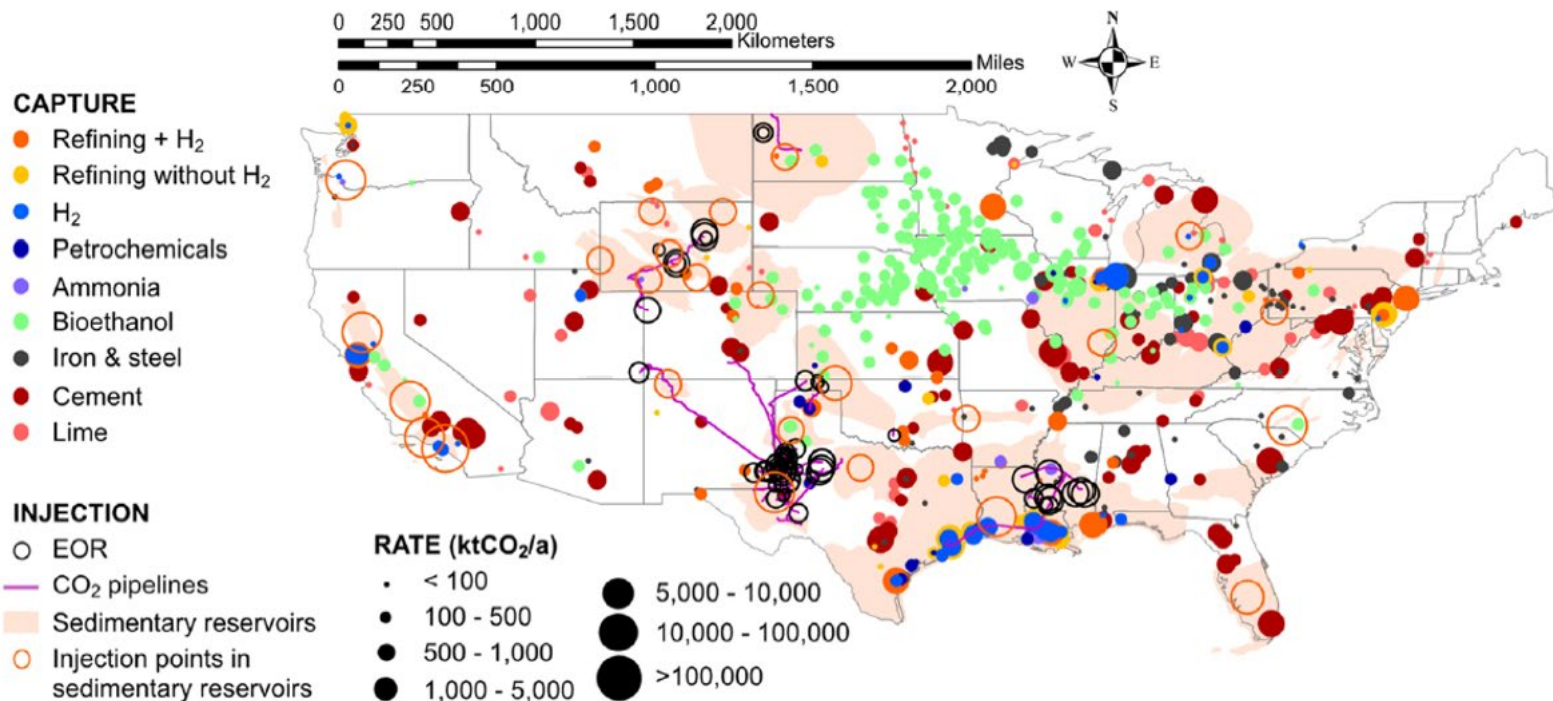 0 250 500 1,000 1,500 2,000
Kilometers
Miles
0 250 500 1,000 1,500 2,000
N
W E
S
CAPTURE
Refining + H₂
Refining without H₂
H₂
Petrochemicals
Ammonia
Bioethanol
Iron & steel
Cement
Lime
INJECTION
EOR
CO₂ pipelines
Sedimentary reservoirs
Injection points in
sedimentary reservoirs
RATE (ktCO₂/a)
< 100
100 - 500
500 - 1,000
1,000 - 5,000
5,000 - 10,000
10,000 - 100,000
>100,000